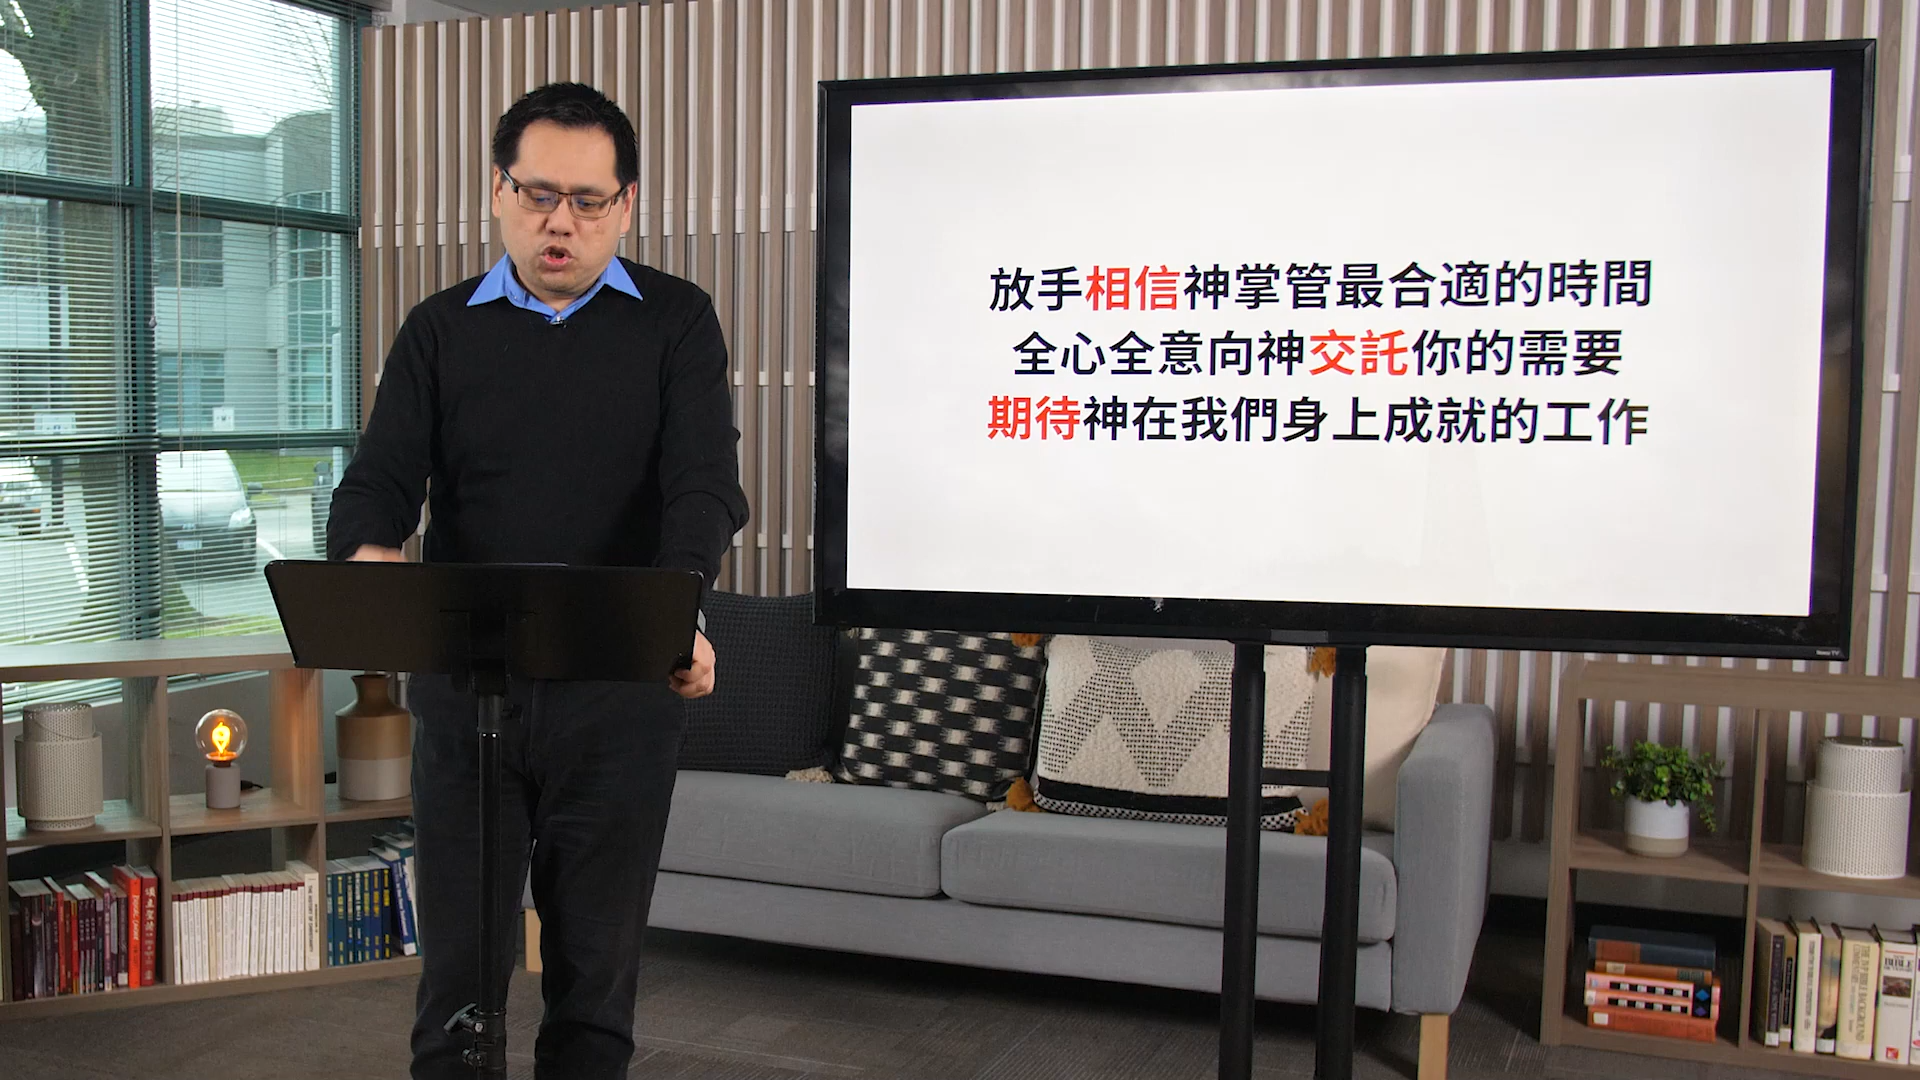 放手相信神掌管最合適的時間
全心全意向神交託你的需要
期待神在我們身上成就的工作